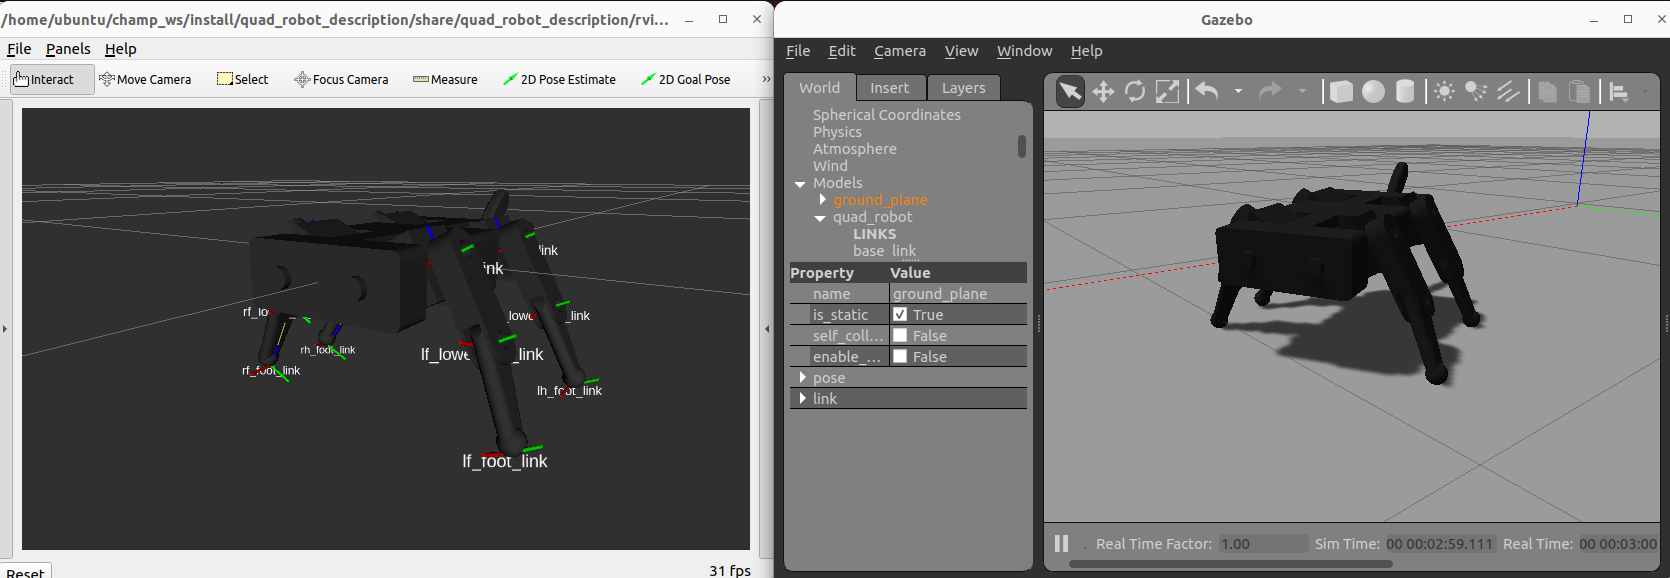 /home/ubuntu/champ_ws/install/quad_robot_description/share/quad_robot_description/rvi...
File Panels Help
Interact Move Camera Select Focus Camera Measure 2D Pose Estimate 2D Goal Pose »
link
link
rf_lo
lowe link
rh_foot_link
lf_lowe link
rf_foot_link
lh_foot_link
lf_foot_link
Reset
31 fps
Gazebo
File Edit Camera View Window Help
World Insert Layers
Spherical Coordinates
Physics
Atmosphere
Wind
Models
ground_plane
quad_robot
LINKS
base_link
Property Value
name ground_plane
is_static True
self_coll... False
enable_... False
pose
link
Real Time Factor: 1.00 Sim Time: 00 00:02:59.111 Real Time: 00 00:03:00